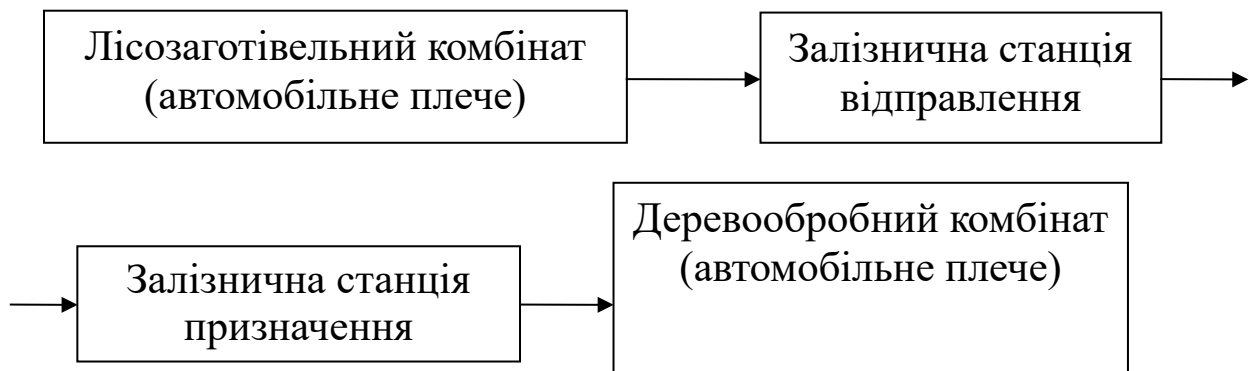 Лісозаготівельний комбінат
(автомобільне плече)
Залізнична станція
відправлення
Залізнична станція
призначення
Деревообробний комбінат
(автомобільне плече)